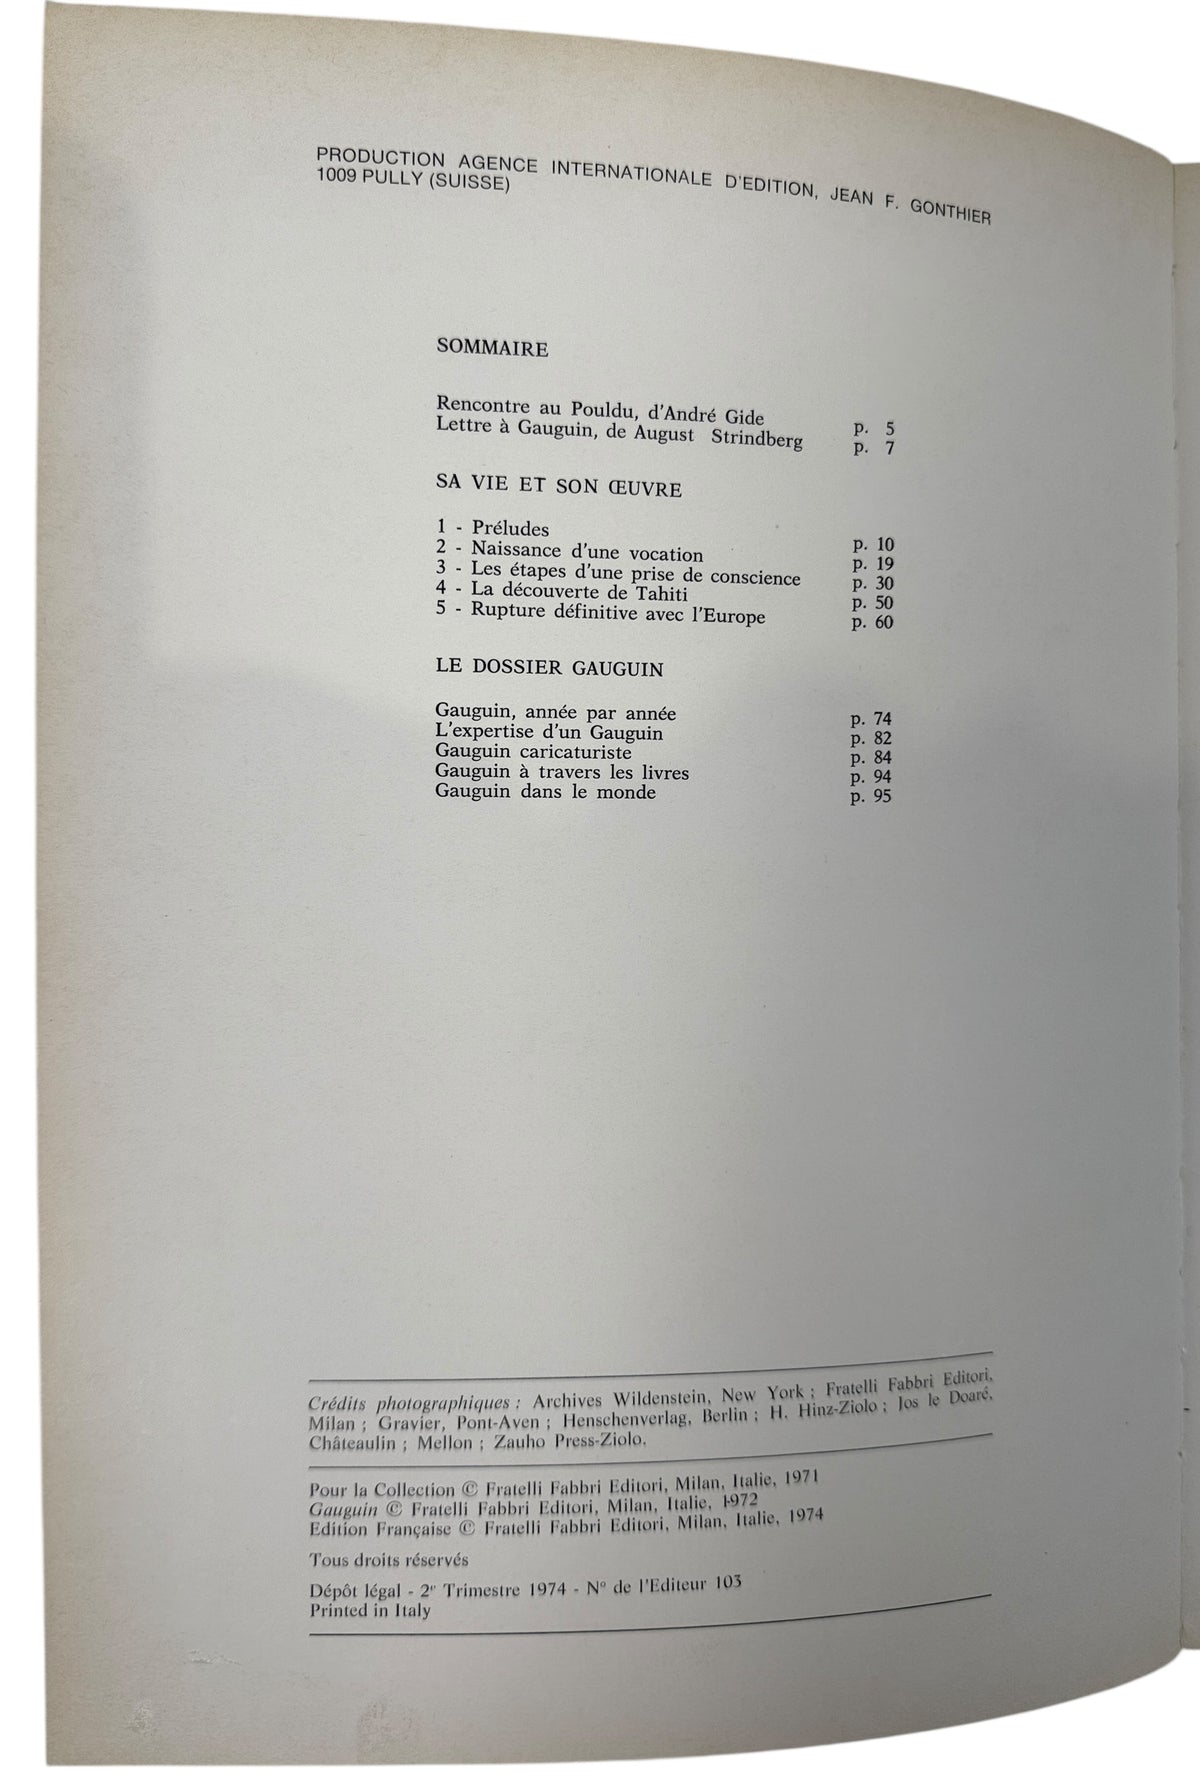 PRODUCTION AGENCE INTERNATIONALE D'EDITION, JEAN F. GONTHIER
1009 PULLY (SUISSE)
SOMMAIRE
Rencontre au Pouldu, d'André Gide p. 5
Lettre à Gauguin, de August Strindberg p. 7
SA VIE ET SON ŒUVRE
1 - Préludes p. 10
2 - Naissance d'une vocation p. 19
3 - Les étapes d'une prise de conscience p. 30
4 - La découverte de Tahiti p. 50
5 - Rupture définitive avec l'Europe p. 60
LE DOSSIER GAUGUIN
Gauguin, année par année p. 74
L'expertise d'un Gauguin p. 82
Gauguin caricaturiste p. 84
Gauguin à travers les livres p. 94
Gauguin dans le monde p. 95
Crédits photographiques : Archives Wildenstein, New York ; Fratelli Fabbri Editori,
Milan ; Gravier, Pont-Aven ; Henschenverlag, Berlin ; H. Hinz-Ziolo ; Jos le Doaré,
Châteaulin ; Mellon ; Zauho Press-Ziolo.
Pour la Collection © Fratelli Fabbri Editori, Milan, Italie, 1971
Gauguin © Fratelli Fabbri Editori, Milan, Italie, 1972
Edition Française © Fratelli Fabbri Editori, Milan, Italie, 1974
Tous droits réservés
Dépôt légal - 2e Trimestre 1974 - N° de l'Editeur 103
Printed in Italy